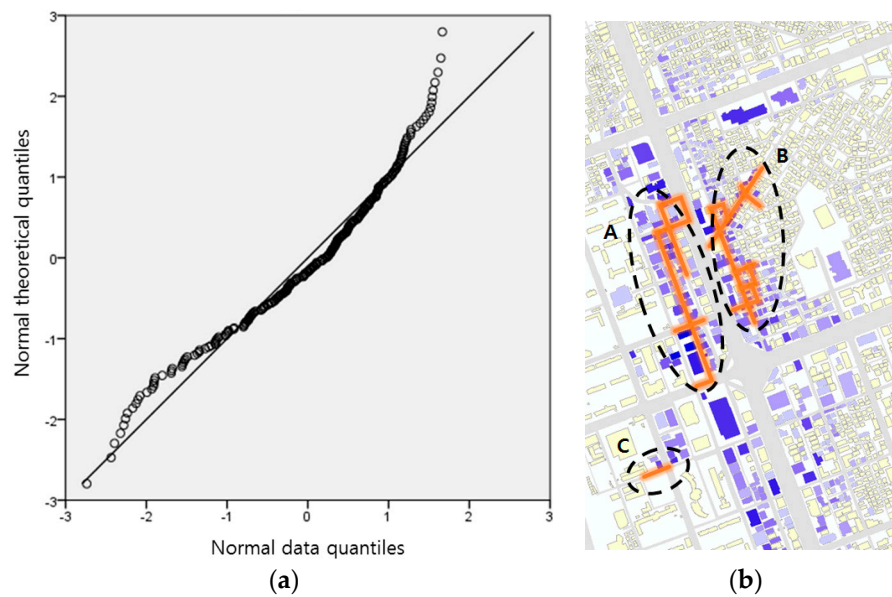 3
2
1
0
-1
-2
-3
-3
-2
-1
0
1
2
3
Normal theoretical quantiles
Normal data quantiles
(a)
A
B
C
(b)